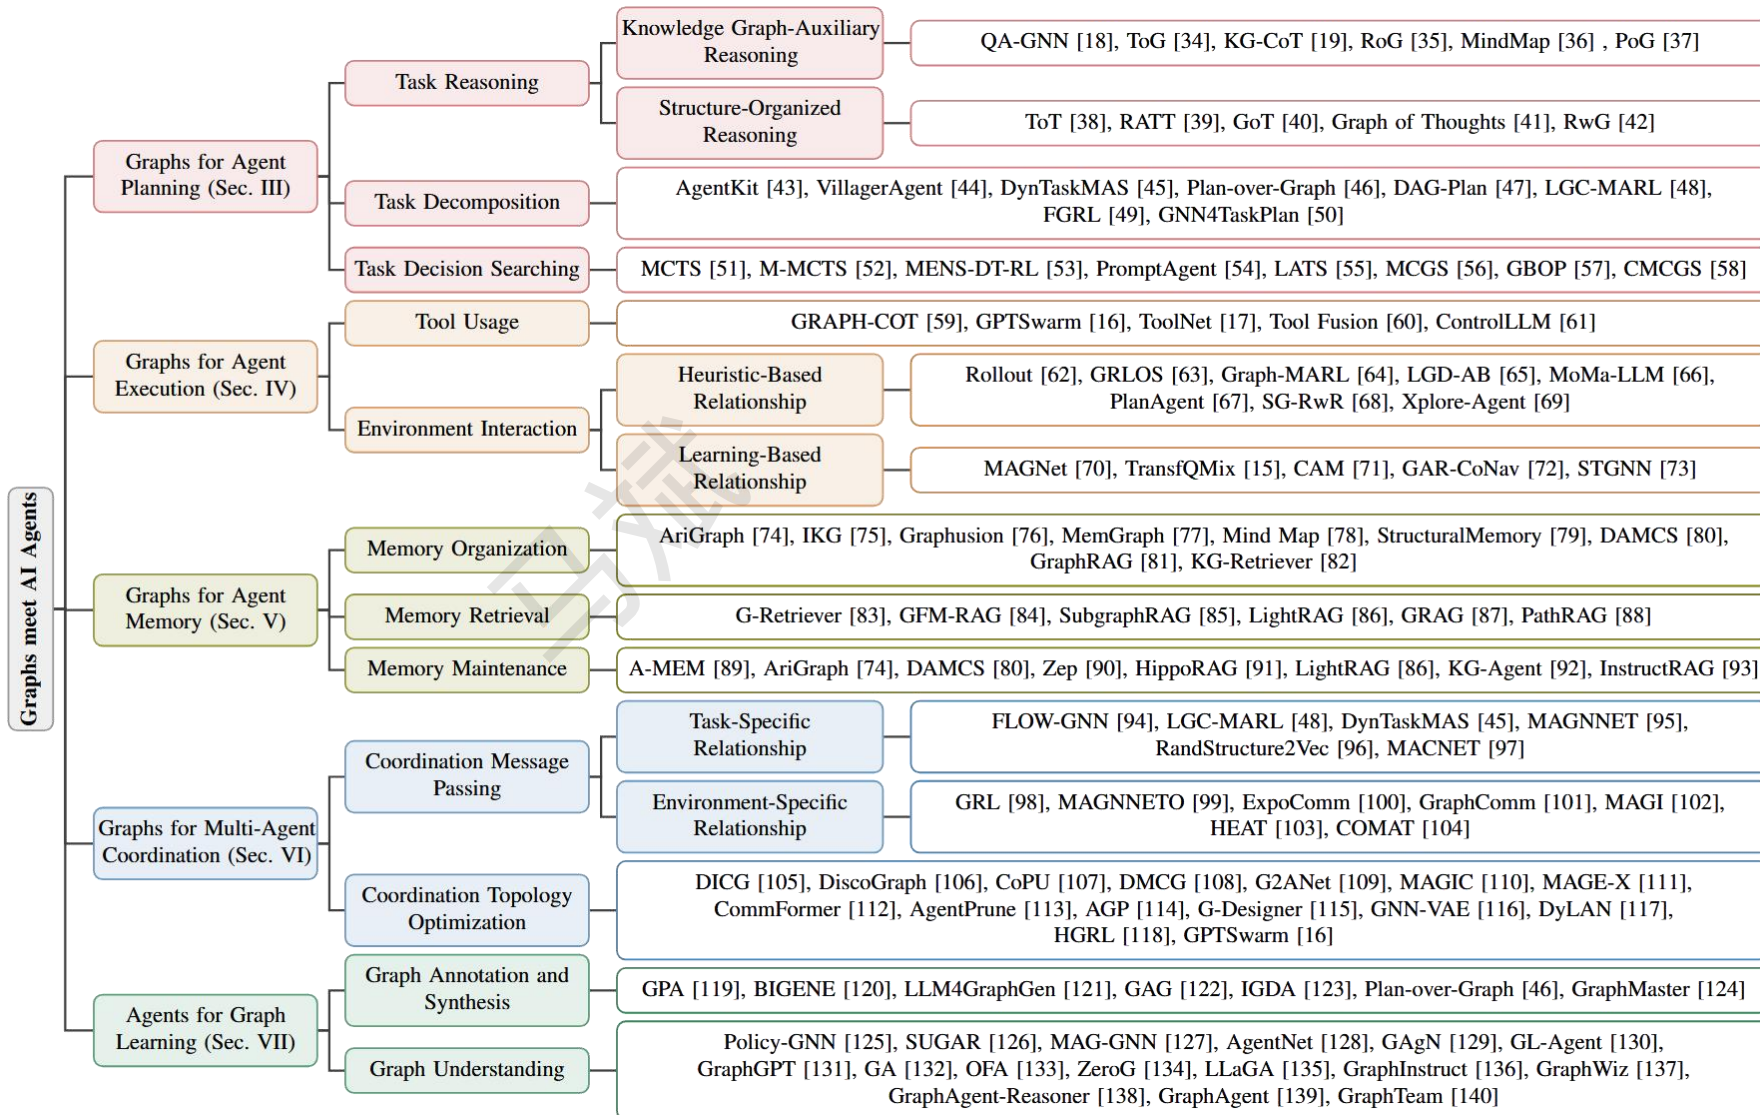 Graphs meet AI Agents
Graphs for Agent
Planning (Sec. III)
Task Reasoning
Knowledge Graph-Auxiliary
Reasoning
QA-GNN [18], ToG [34], KG-CoT [19], RoG [35], MindMap [36] , PoG [37]
Structure-Organized
Reasoning
ToT [38], RATT [39], GoT [40], Graph of Thoughts [41], RwG [42]
Task Decomposition
AgentKit [43], VillagerAgent [44], DynTaskMAS [45], Plan-over-Graph [46], DAG-Plan [47], LGC-MARL [48],
FGRL [49], GNN4TaskPlan [50]
Task Decision Searching
MCTS [51], M-MCTS [52], MENS-DT-RL [53], PromptAgent [54], LATS [55], MCGS [56], GBOP [57], CMCGS [58]
Graphs for Agent
Execution (Sec. IV)
Tool Usage
GRAPH-COT [59], GPTSwarm [16], ToolNet [17], Tool Fusion [60], ControlLLM [61]
Environment Interaction
Heuristic-Based
Relationship
Rollout [62], GRLOS [63], Graph-MARL [64], LGD-AB [65], MoMa-LLM [66],
PlanAgent [67], SG-RwR [68], Xplore-Agent [69]
Learning-Based
Relationship
MAGNet [70], TransfQMix [15], CAM [71], GAR-CoNav [72], STGNN [73]
Graphs for Agent
Memory (Sec. V)
Memory Organization
AriGraph [74], IKG [75], Graphusion [76], MemGraph [77], Mind Map [78], StructuralMemory [79], DAMCS [80],
GraphRAG [81], KG-Retriever [82]
Memory Retrieval
G-Retriever [83], GFM-RAG [84], SubgraphRAG [85], LightRAG [86], GRAG [87], PathRAG [88]
Memory Maintenance
A-MEM [89], AriGraph [74], DAMCS [80], Zep [90], HippoRAG [91], LightRAG [86], KG-Agent [92], InstructRAG [93]
Graphs for Multi-Agent
Coordination (Sec. VI)
Coordination Message
Passing
Task-Specific
Relationship
FLOW-GNN [94], LGC-MARL [48], DynTaskMAS [45], MAGNNET [95],
RandStructure2Vec [96], MACNET [97]
Environment-Specific
Relationship
GRL [98], MAGNNETO [99], ExpoComm [100], GraphComm [101], MAGI [102],
HEAT [103], COMAT [104]
Coordination Topology
Optimization
DICG [105], DiscoGraph [106], CoPU [107], DMCG [108], G2ANet [109], MAGIC [110], MAGE-X [111],
CommFormer [112], AgentPrune [113], AGP [114], G-Designer [115], GNN-VAE [116], DyLAN [117],
HGRL [118], GPTSwarm [16]
Agents for Graph
Learning (Sec. VII)
Graph Annotation and
Synthesis
GPA [119], BIGENE [120], LLM4GraphGen [121], GAG [122], IGDA [123], Plan-over-Graph [46], GraphMaster [124]
Graph Understanding
Policy-GNN [125], SUGAR [126], MAG-GNN [127], AgentNet [128], GAgN [129], GL-Agent [130],
GraphGPT [131], GA [132], OFA [133], ZeroG [134], LLaGA [135], GraphInstruct [136], GraphWiz [137],
GraphAgent-Reasoner [138], GraphAgent [139], GraphTeam [140]
马斌